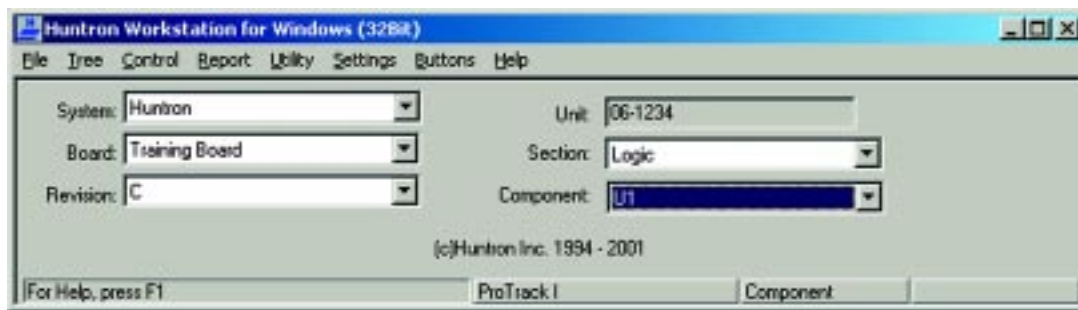 Huntron Workstation for Windows (32Bit)
File Tree Control Report Utility Settings Buttons Help
System: Huntron Unit: 06-1234
Board: Training Board Section: Logic
Revision: C Component: U1
(c)Huntron Inc. 1994 - 2001
For Help, press F1 ProTrack I Component